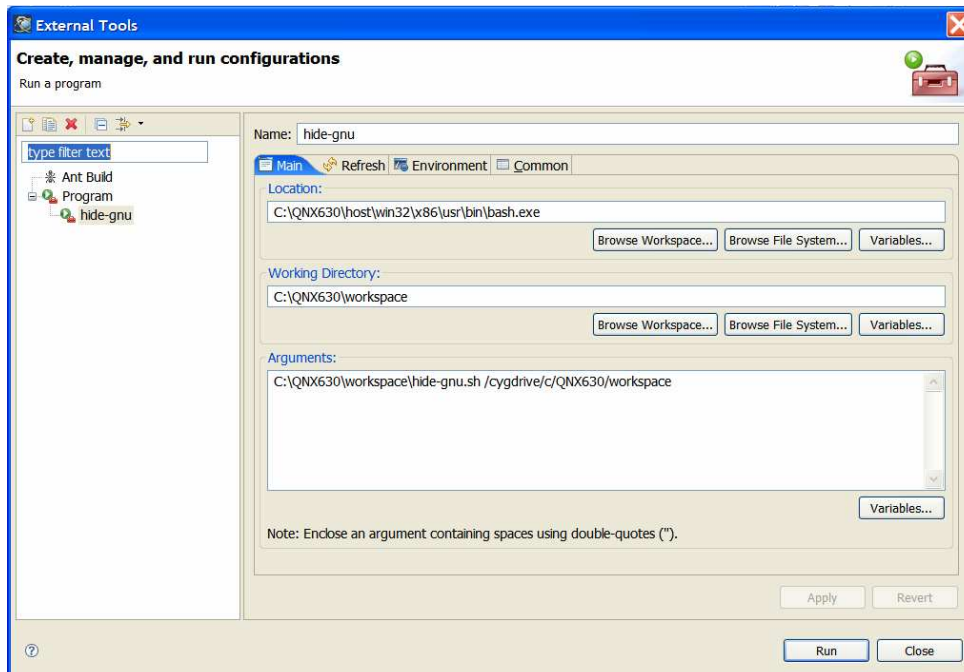 External Tools
Create, manage, and run configurations
Run a program
type filter text
Ant Build
Program
hide-gnu
Name: hide-gnu
Main Refresh Environment Common
Location:
C:\QNX630\host\win32\x86\usr\bin\bash.exe
Browse Workspace... Browse File System... Variables...
Working Directory:
C:\QNX630\workspace
Browse Workspace... Browse File System... Variables...
Arguments:
C:\QNX630\workspace\hide-gnu.sh /cygdrive/c/QNX630/workspace
Variables...
Note: Enclose an argument containing spaces using double-quotes (").
Apply Revert
Run Close